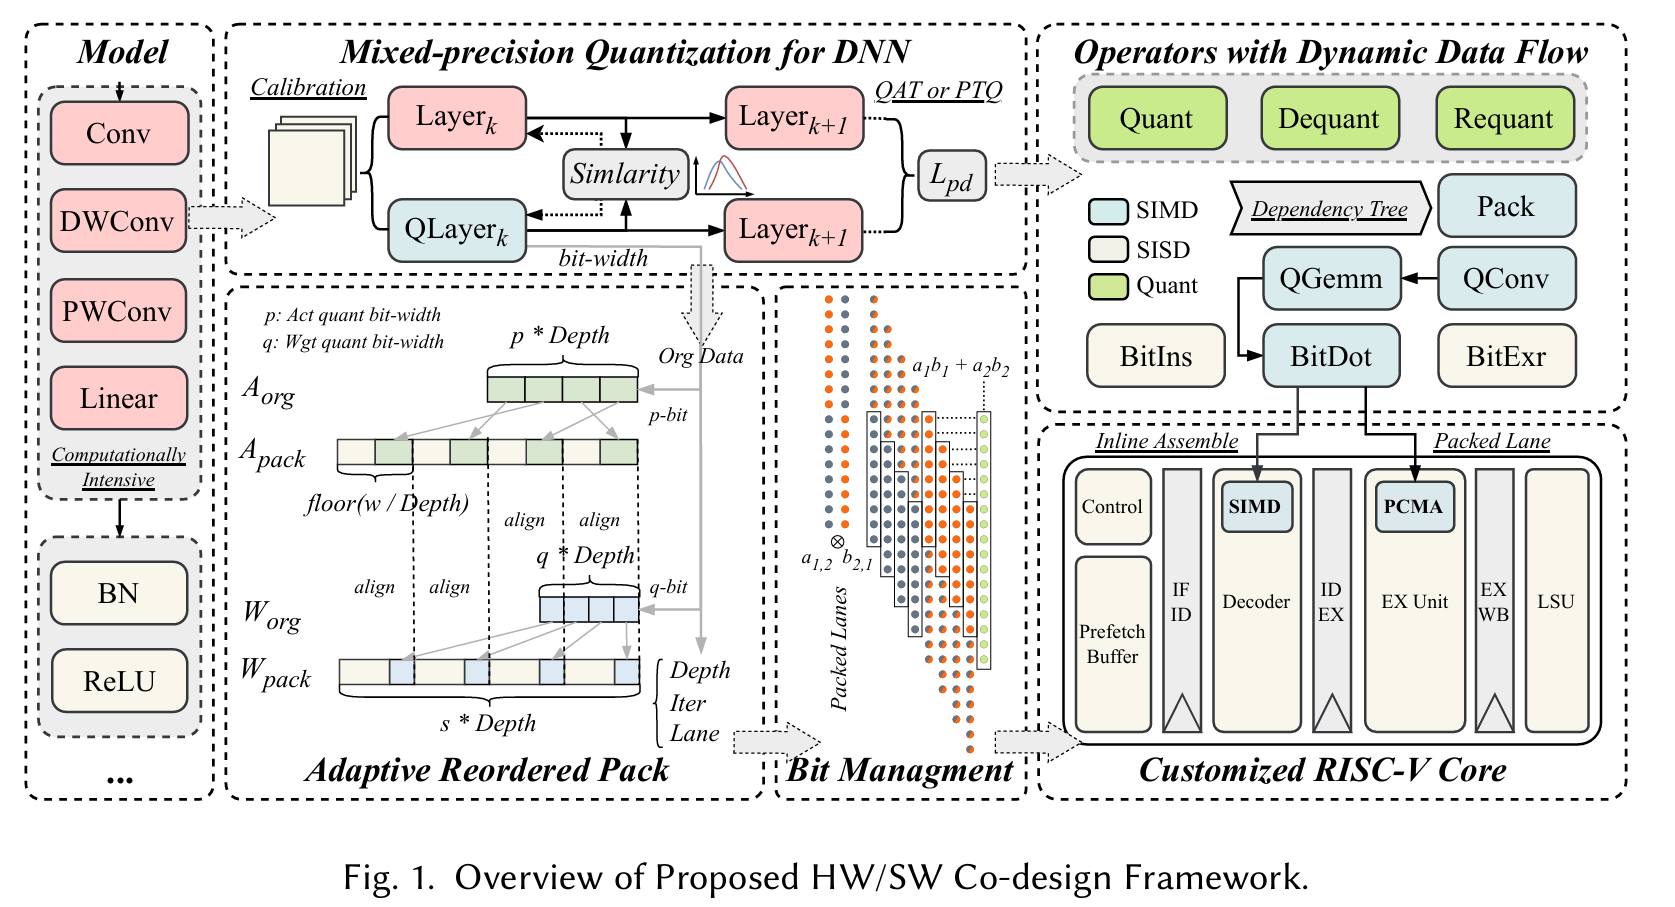 Model
Conv
DWConv
PWConv
Linear
Computationally
Intensive
BN
ReLU
...
Mixed-precision Quantization for DNN
Calibration
Layer_k
QLayer_k
Simlarity
bit-width
Layer_{k+1}
Layer_{k+1}
QAT or PTQ
L_{pd}
p: Act quant bit-width
q: Wgt quant bit-width
p * Depth
Org Data
A_{org}
p-bit
A_{pack}
floor(w / Depth)
align
align
q * Depth
align
align
q-bit
W_{org}
W_{pack}
s * Depth
Depth
Iter
Lane
Adaptive Reordered Pack
a_1b_1 + a_2b_2
⊗
a_{1,2} b_{2,1}
Packed Lanes
Bit Managment
Operators with Dynamic Data Flow
Quant
Dequant
Requant
SIMD
SISD
Quant
Dependency Tree
Pack
QGemm
QConv
BitIns
BitDot
BitExr
Inline Assemble
Packed Lane
Control
Prefetch
Buffer
IF
ID
SIMD
Decoder
ID
EX
PCMA
EX Unit
EX
WB
LSU
Customized RISC-V Core
Fig. 1. Overview of Proposed HW/SW Co-design Framework.